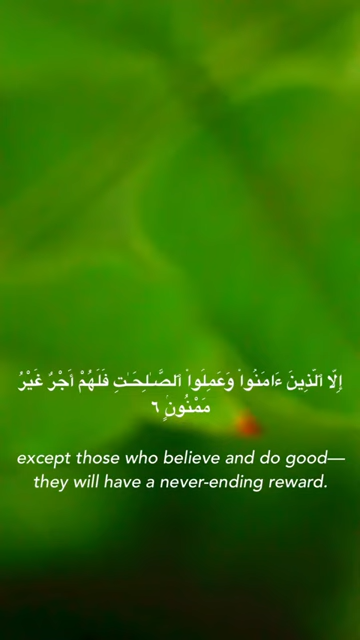 إِلَّا ٱلَّذِينَ ءَامَنُوا۟ وَعَمِلُوا۟ ٱلصَّـٰلِحَـٰتِ فَلَهُمْ أَجْرٌ غَيْرُ
مَمْنُونٍۢ ٦
except those who believe and do good—
they will have a never-ending reward.